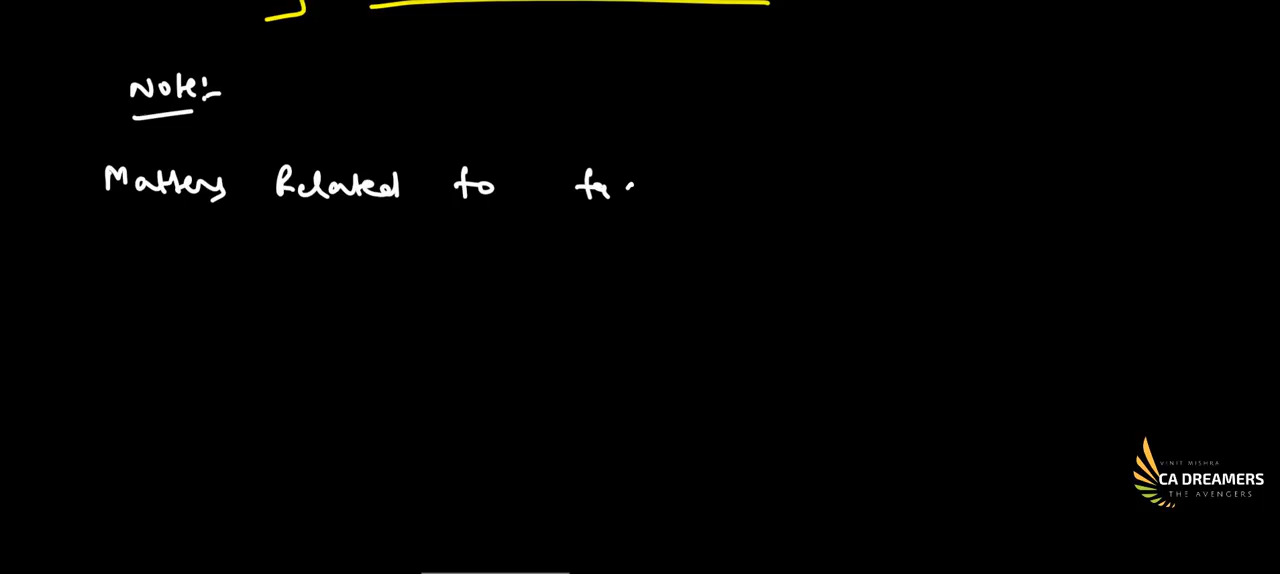 Note:-
Matters Related to
VINIT MISHRA
CA DREAMERS
THE AVENGERS